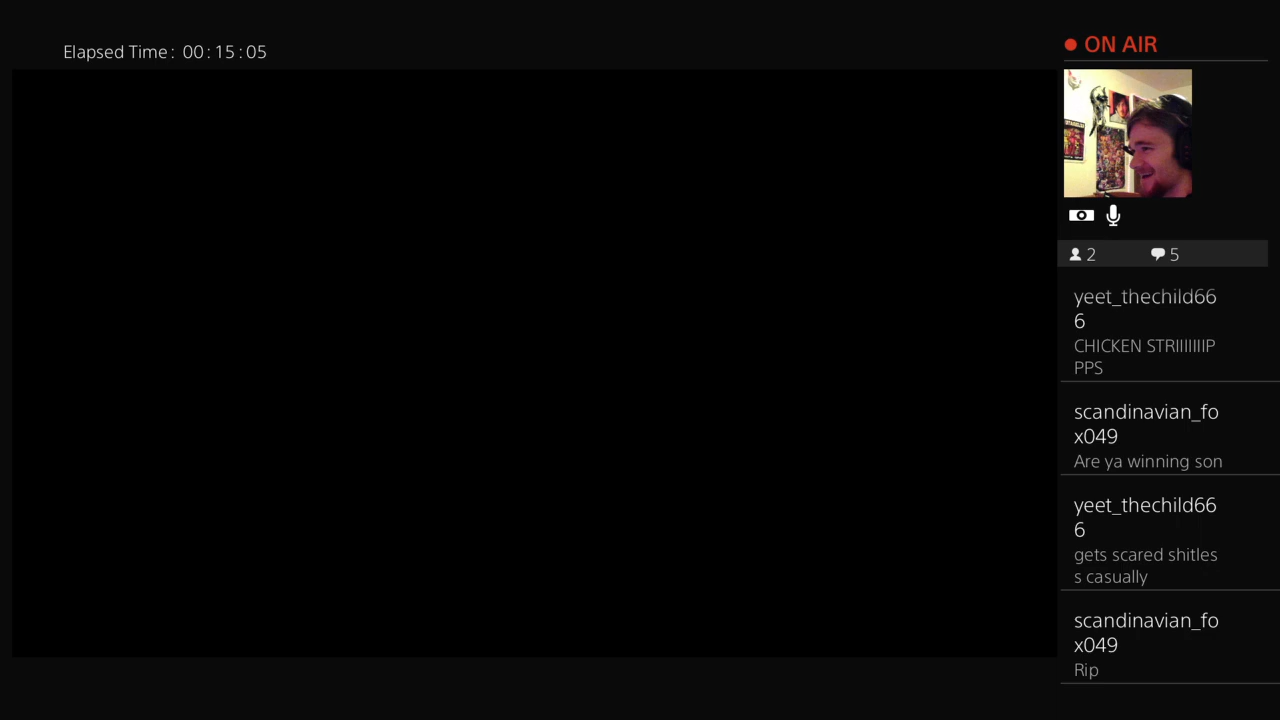 Elapsed Time: 00:15:05
ON AIR
2
5
yeet_thechild66
6
CHICKEN STRIIIIIIIP
PPS
scandinavian_fo
x049
Are ya winning son
yeet_thechild66
6
gets scared shitles
s casually
scandinavian_fo
x049
Rip